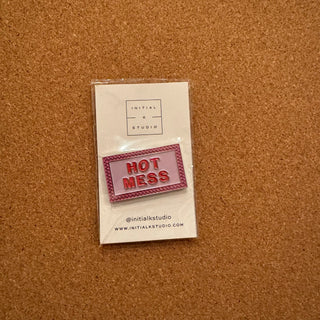 INITIAL
K
STUDIO
HOT
MESS
@initialkstudio
WWW.INITIALKSTUDIO.COM